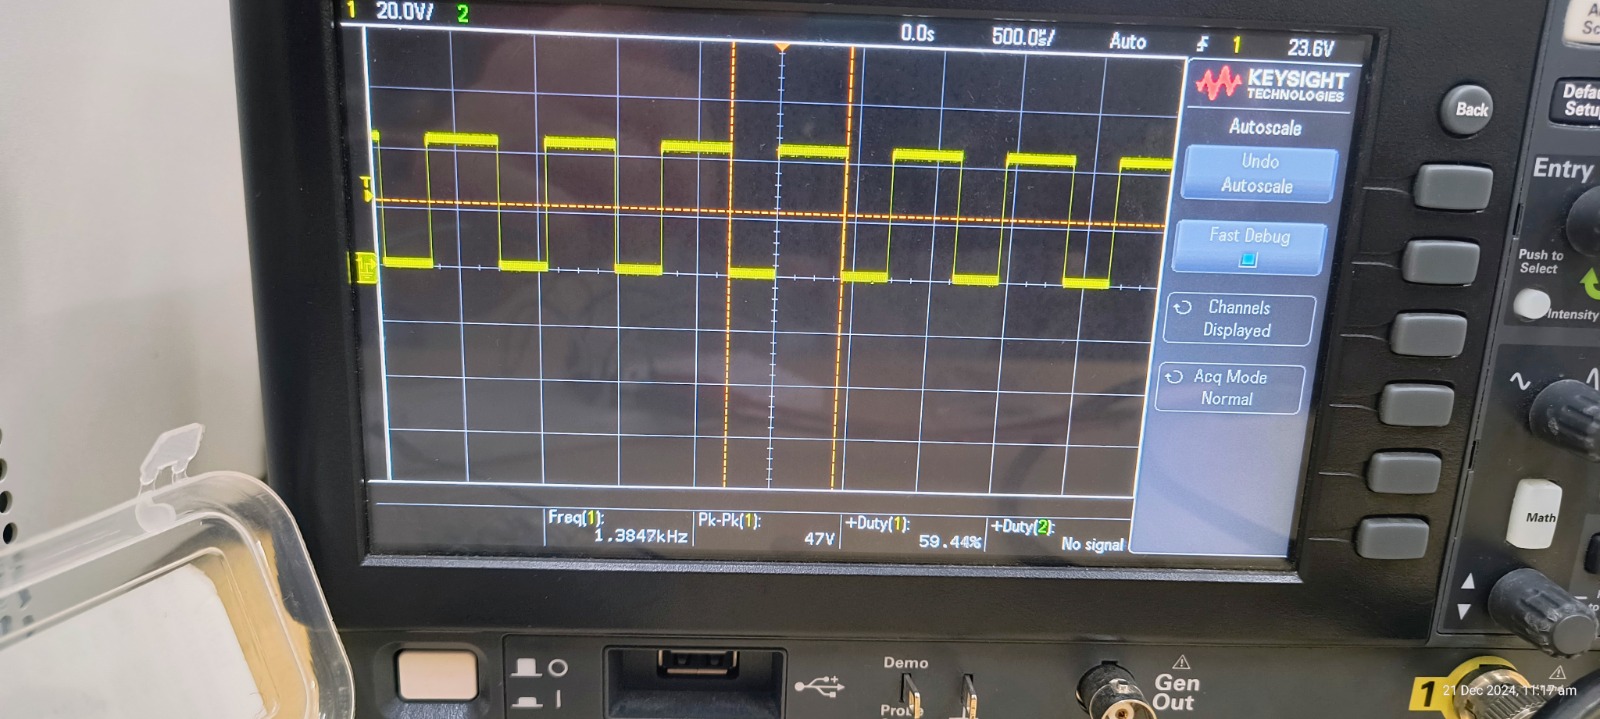 1 20.0V/ 2 0.0s 500.0µs/ Auto 1 23.6V
KEYSIGHT
TECHNOLOGIES
Autoscale
Undo
Autoscale
Fast Debug
Channels
Displayed
Acq Mode
Normal
T
Freq(1):
1.3847kHz
Pk-Pk(1):
47V
+Duty(1):
59.44%
+Duty(2):
No signal
Back
Entry
Push to
Select
Intensity
Math
Demo
Gen
Out
1
21 Dec 2024, 11:17 am